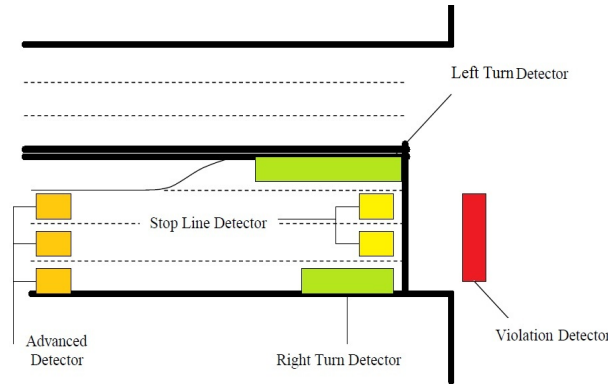 Left Turn Detector
Stop Line Detector
Advanced
Detector
Right Turn Detector
Violation Detector